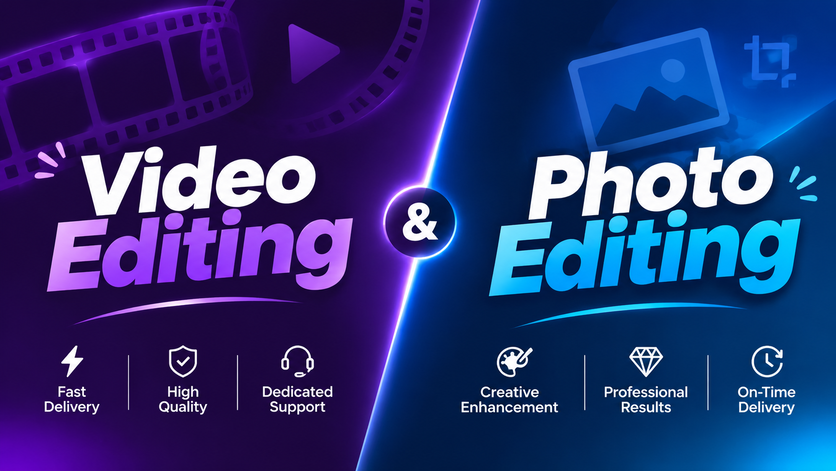 Video
Editing
&
Photo
Editing
Fast
Delivery
High
Quality
Dedicated
Support
Creative
Enhancement
Professional
Results
On-Time
Delivery